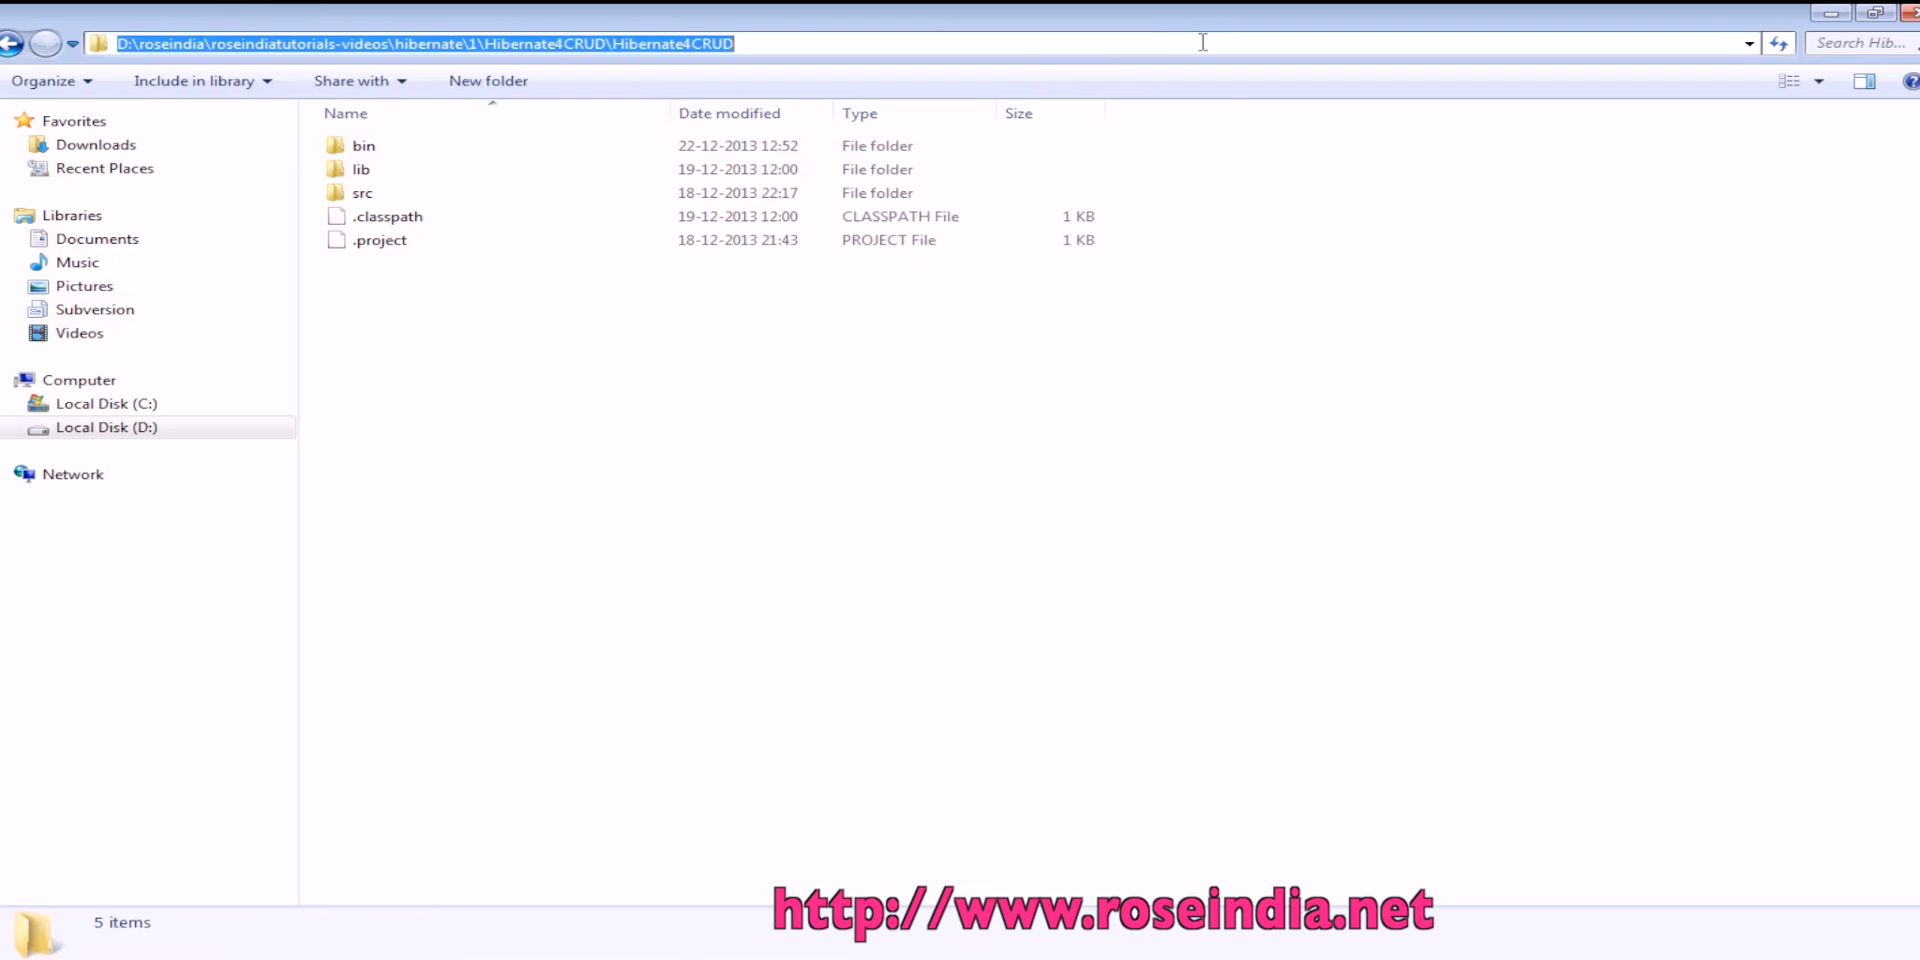 D:\roseindia\roseindiatutorials-videos\hibernate\1\Hibernate4CRUD\Hibernate4CRUD
Search Hib...
Organize
Include in library
Share with
New folder
Name
Date modified
Type
Size
Favorites
Downloads
Recent Places
Libraries
Documents
Music
Pictures
Subversion
Videos
Computer
Local Disk (C:)
Local Disk (D:)
Network
bin 22-12-2013 12:52 File folder
lib 19-12-2013 12:00 File folder
src 18-12-2013 22:17 File folder
.classpath 19-12-2013 12:00 CLASSPATH File 1 KB
.project 18-12-2013 21:43 PROJECT File 1 KB
5 items
http://www.roseindia.net